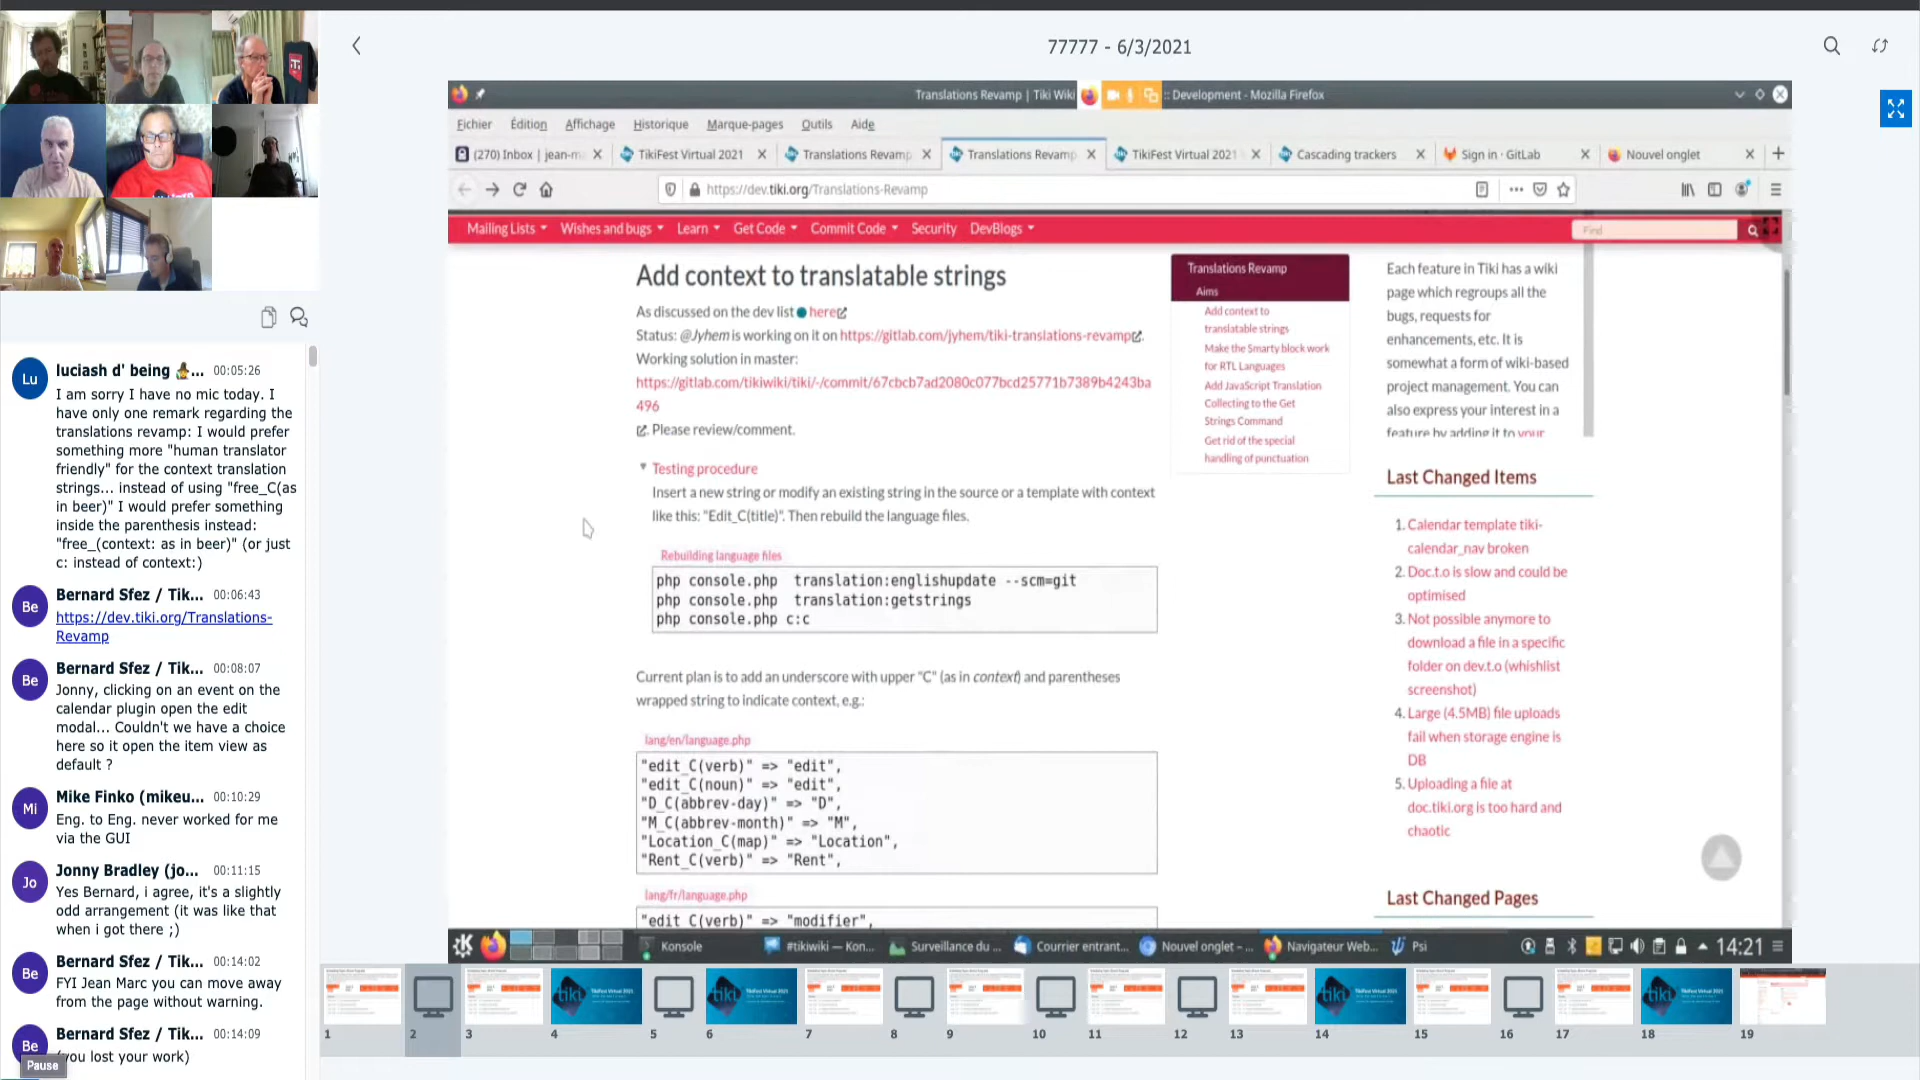 77777 - 6/3/2021
Translations Revamp | Tiki Wiki
:: Development - Mozilla Firefox
Fichier Édition Affichage Historique Marque-pages Outils Aide
(270) Inbox | jean-m
TikiFest Virtual 2021
Translations Revamp
Translations Revamp
TikiFest Virtual 2021
Cascading trackers
Sign in · GitLab
Nouvel onglet
https://dev.tiki.org/Translations-Revamp
Mailing Lists Wishes and bugs Learn Get Code Commit Code Security DevBlogs
Find
Add context to translatable strings
As discussed on the dev list here
Status: @Jyhem is working on it on https://gitlab.com/jyhem/tiki-translations-revamp.
Working solution in master:
https://gitlab.com/tikiwiki/tiki/-/commit/67cbcb7ad2080c077bcd25771b7389b4243ba
496
. Please review/comment.
Testing procedure
Insert a new string or modify an existing string in the source or a template with context
like this: "Edit_C(title)". Then rebuild the language files.
Rebuilding language files
php console.php  translation:englishupdate --scm=git
php console.php  translation:getstrings
php console.php c:c
Current plan is to add an underscore with upper "C" (as in context) and parentheses
wrapped string to indicate context, e.g.:
lang/en/language.php
"edit_C(verb)" => "edit",
"edit_C(noun)" => "edit",
"D_C(abbrev-day)" => "D",
"M_C(abbrev-month)" => "M",
"Location_C(map)" => "Location",
"Rent_C(verb)" => "Rent",
lang/fr/language.php
"edit_C(verb)" => "modifier",
Translations Revamp
Aims
Add context to
translatable strings
Make the Smarty block work
for RTL Languages
Add JavaScript Translation
Collecting to the Get
Strings Command
Get rid of the special
handling of punctuation
Each feature in Tiki has a wiki
page which regroups all the
bugs, requests for
enhancements, etc. It is
somewhat a form of wiki-based
project management. You can
also express your interest in a
feature by adding it to your
Last Changed Items
1. Calendar template tiki-
calendar_nav broken
2. Doc.t.o is slow and could be
optimised
3. Not possible anymore to
download a file in a specific
folder on dev.t.o (whishlist
screenshot)
4. Large (4.5MB) file uploads
fail when storage engine is
DB
5. Uploading a file at
doc.tiki.org is too hard and
chaotic
Last Changed Pages
Konsole
#tikiwiki — Kon...
Surveillance du ...
Courrier entrant...
Nouvel onglet – ...
Navigateur Web...
Psi
14:21
Lu
luciash d' being ... 00:05:26
I am sorry I have no mic today. I
have only one remark regarding the
translations revamp: I would prefer
something more "human translator
friendly" for the context translation
strings... instead of using "free_C(as
in beer)" I would prefer something
inside the parenthesis instead:
"free_(context: as in beer)" (or just
c: instead of context:)
Be
Bernard Sfez / Tik... 00:06:43
https://dev.tiki.org/Translations-
Revamp
Be
Bernard Sfez / Tik... 00:08:07
Jonny, clicking on an event on the
calendar plugin open the edit
modal... Couldn't we have a choice
here so it open the item view as
default ?
Mi
Mike Finko (mikeu... 00:10:29
Eng. to Eng. never worked for me
via the GUI
Jo
Jonny Bradley (jo... 00:11:15
Yes Bernard, i agree, it's a slightly
odd arrangement (it was like that
when i got there ;)
Be
Bernard Sfez / Tik... 00:14:02
FYI Jean Marc you can move away
from the page without warning.
Be
Bernard Sfez / Tik... 00:14:09
(you lost your work)
Pause
1 2 3 4 5 6 7 8 9 10 11 12 13 14 15 16 17 18 19